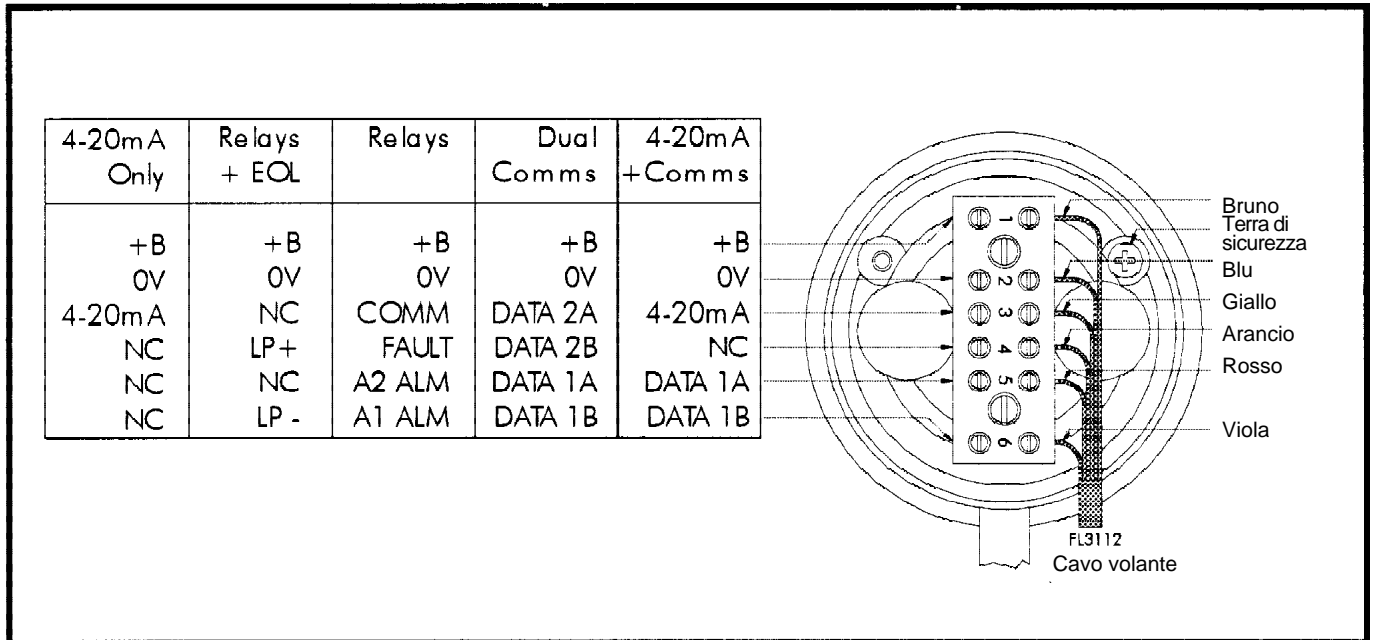 4-20mA Relays Relays Dual 4-20mA
Only + EOL Comms +Comms
+B +B +B +B +B
0V 0V 0V 0V 0V
4-20mA NC COMM DATA 2A 4-20mA
NC LP+ FAULT DATA 2B NC
NC NC A2 ALM DATA 1A DATA 1A
NC LP - A1 ALM DATA 1B DATA 1B
1
2
3
4
5
6
Bruno
Terra di
sicurezza
Blu
Giallo
Arancio
Rosso
Viola
FL3112
Cavo volante